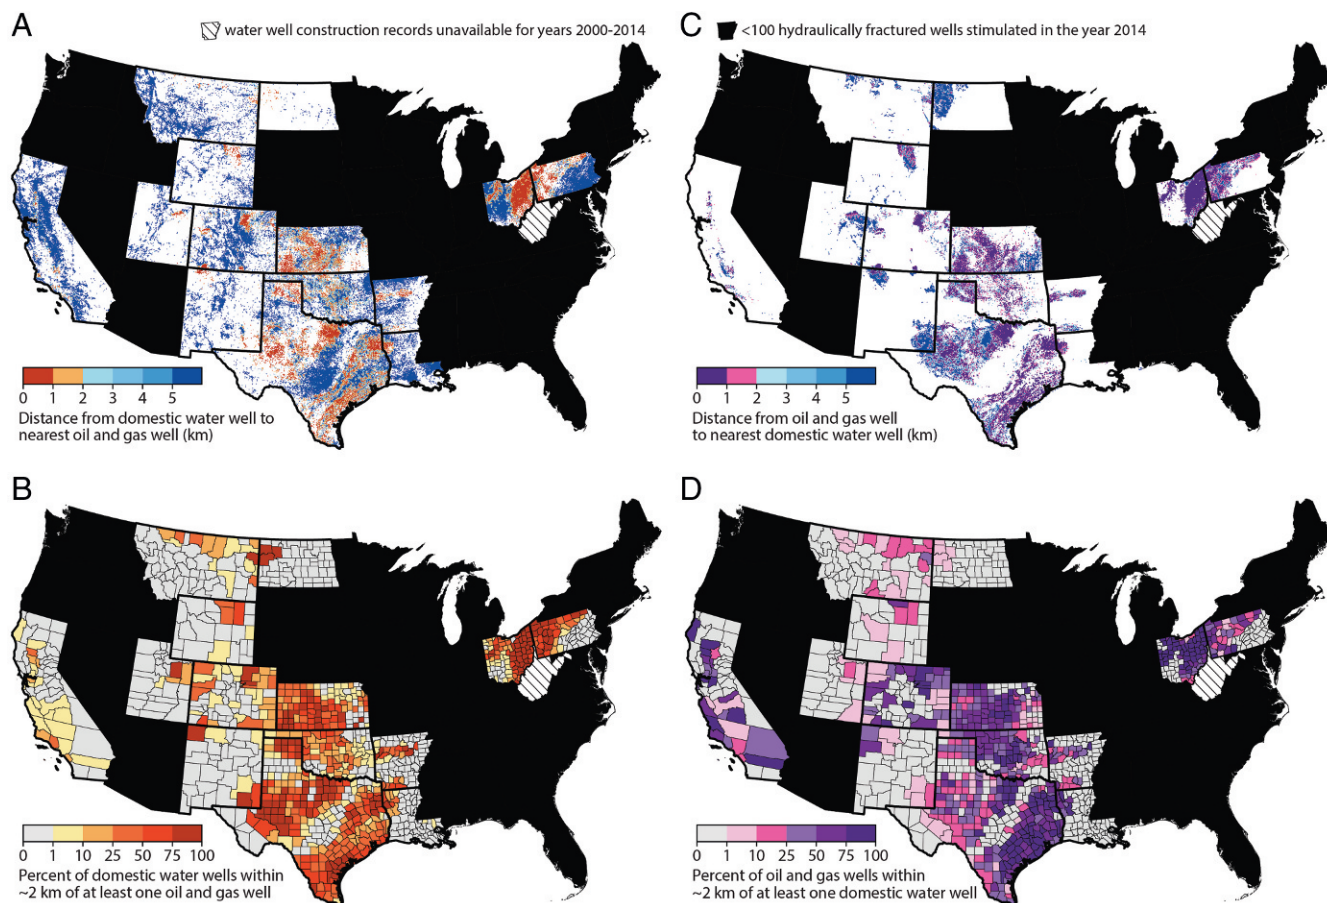 A
water well construction records unavailable for years 2000-2014
0 1 2 3 4 5
Distance from domestic water well to
nearest oil and gas well (km)
C
<100 hydraulically fractured wells stimulated in the year 2014
0 1 2 3 4 5
Distance from oil and gas well
to nearest domestic water well (km)
B
0 1 10 25 50 75 100
Percent of domestic water wells within
~2 km of at least one oil and gas well
D
0 1 10 25 50 75 100
Percent of oil and gas wells within
~2 km of at least one domestic water well